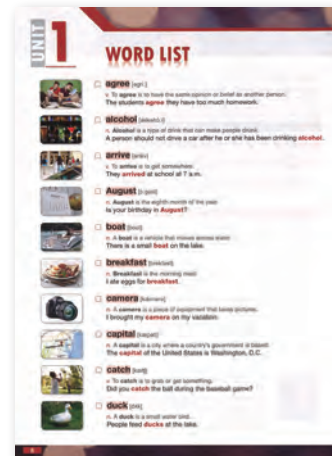 UNIT 1
WORD LIST
agree
v. To agree is to have the same opinion or belief as another person.
The students agree they have too much homework.
alcohol
n. Alcohol is a type of drink that can make people drunk.
A person should not drive a car after he or she has been drinking alcohol.
arrive
v. To arrive is to get somewhere.
They arrived at school at 7 a.m.
August
n. August is the eighth month of the year.
Is your birthday in August?
boat
n. A boat is a vehicle that moves across water.
There is a small boat on the lake.
breakfast
n. Breakfast is the morning meal.
I ate eggs for breakfast.
camera
n. A camera is a piece of equipment that takes pictures.
I brought my camera on my vacation.
capital
n. A capital is a city where a country's government is based.
The capital of the United States is Washington, D.C.
catch
v. To catch is to grab or get something.
Did you catch the ball during the baseball game?
duck
n. A duck is a small water bird.
People feed ducks at the lake.